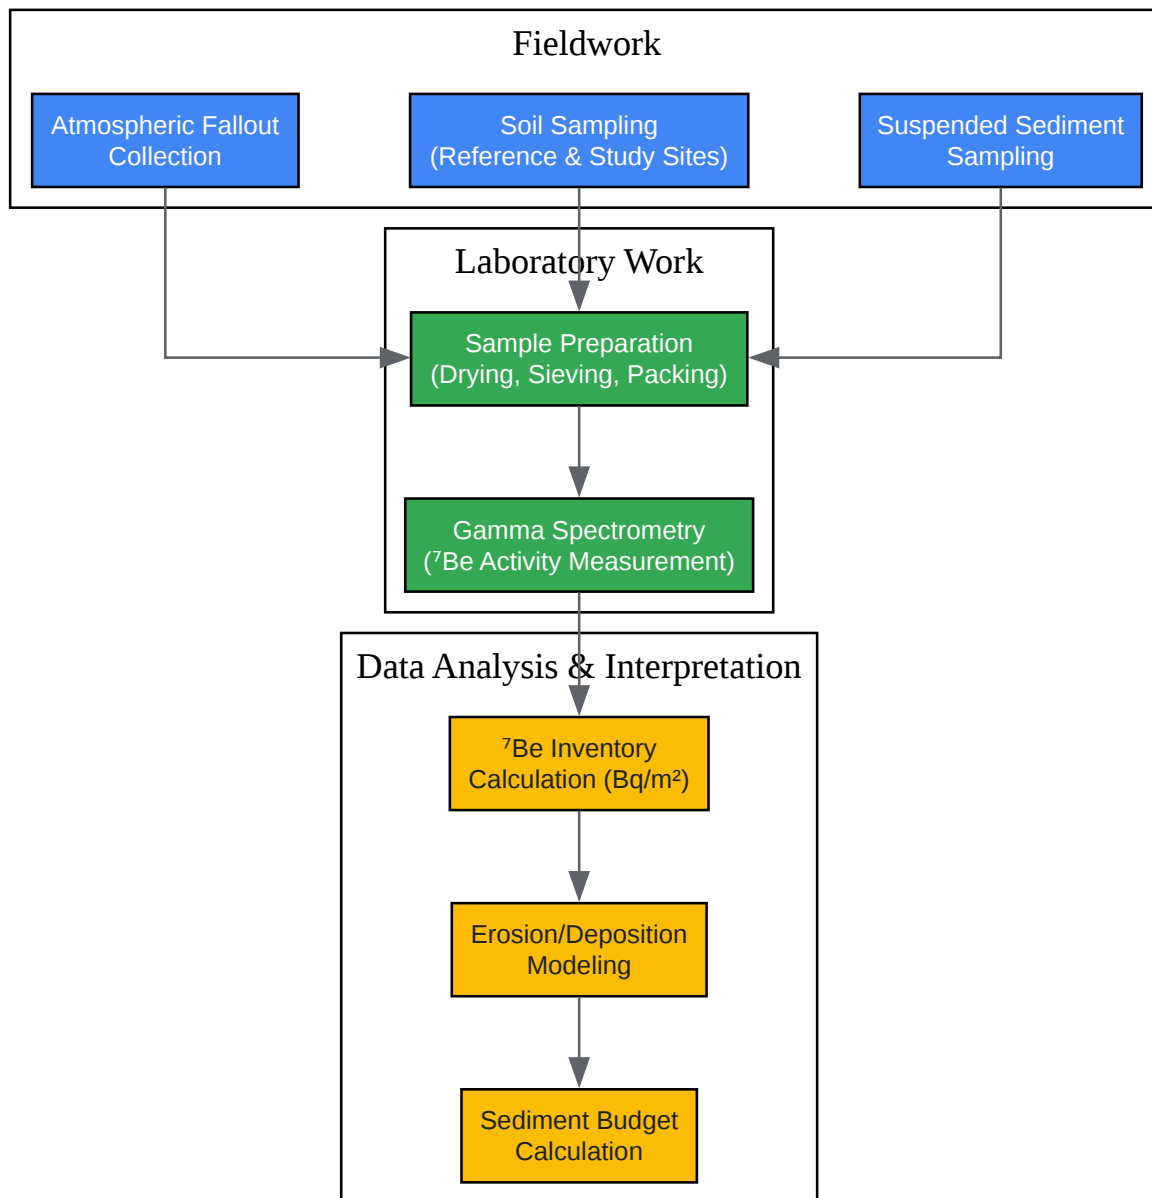 Fieldwork
Atmospheric Fallout
Collection
Soil Sampling
(Reference & Study Sites)
Suspended Sediment
Sampling
Laboratory Work
Sample Preparation
(Drying, Sieving, Packing)
Gamma Spectrometry
(⁷Be Activity Measurement)
Data Analysis & Interpretation
⁷Be Inventory
Calculation (Bq/m²)
Erosion/Deposition
Modeling
Sediment Budget
Calculation